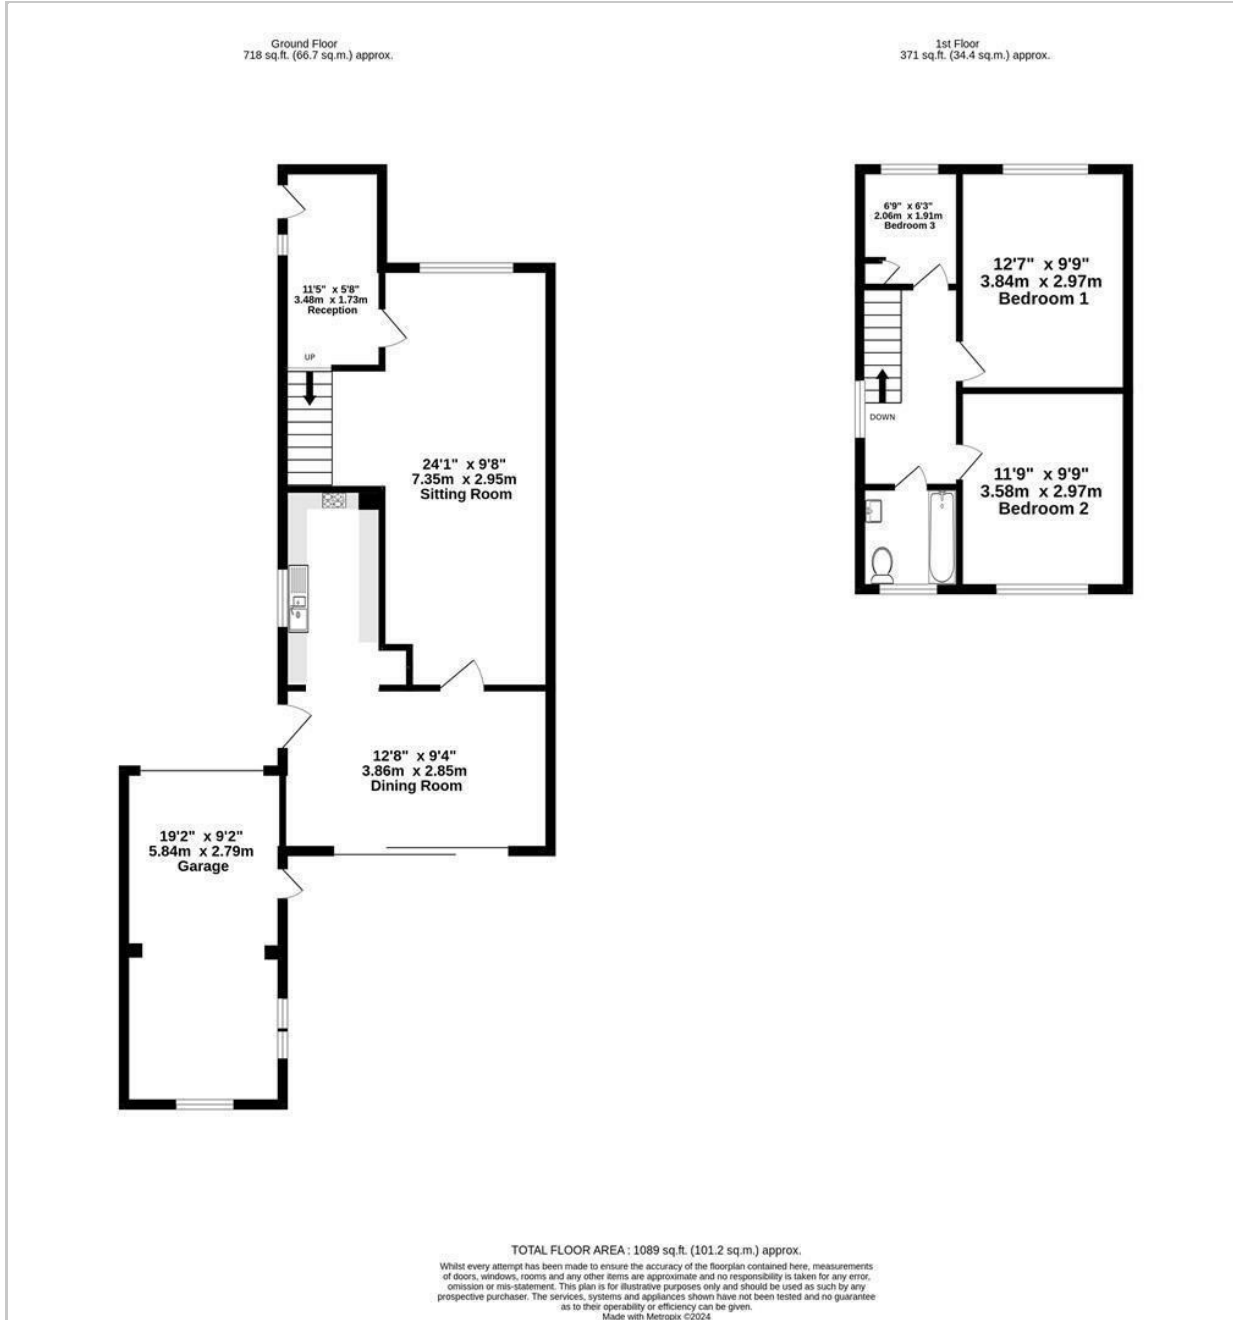 Ground Floor
718 sq.ft. (66.7 sq.m.) approx.
1st Floor
371 sq.ft. (34.4 sq.m.) approx.
11'5" x 5'8"
3.48m x 1.73m
Reception
UP
24'1" x 9'8"
7.35m x 2.95m
Sitting Room
12'8" x 9'4"
3.86m x 2.85m
Dining Room
19'2" x 9'2"
5.84m x 2.79m
Garage
6'9" x 6'3"
2.06m x 1.91m
Bedroom 3
12'7" x 9'9"
3.84m x 2.97m
Bedroom 1
DOWN
11'9" x 9'9"
3.58m x 2.97m
Bedroom 2
TOTAL FLOOR AREA : 1089 sq.ft. (101.2 sq.m.) approx.
Whilst every attempt has been made to ensure the accuracy of the floorplan contained here, measurements
of doors, windows, rooms and any other items are approximate and no responsibility is taken for any error,
omission or mis-statement. This plan is for illustrative purposes only and should be used as such by any
prospective purchaser. The services, systems and appliances shown have not been tested and no guarantee
as to their operability or efficiency can be given.
Made with Metropix ©2024